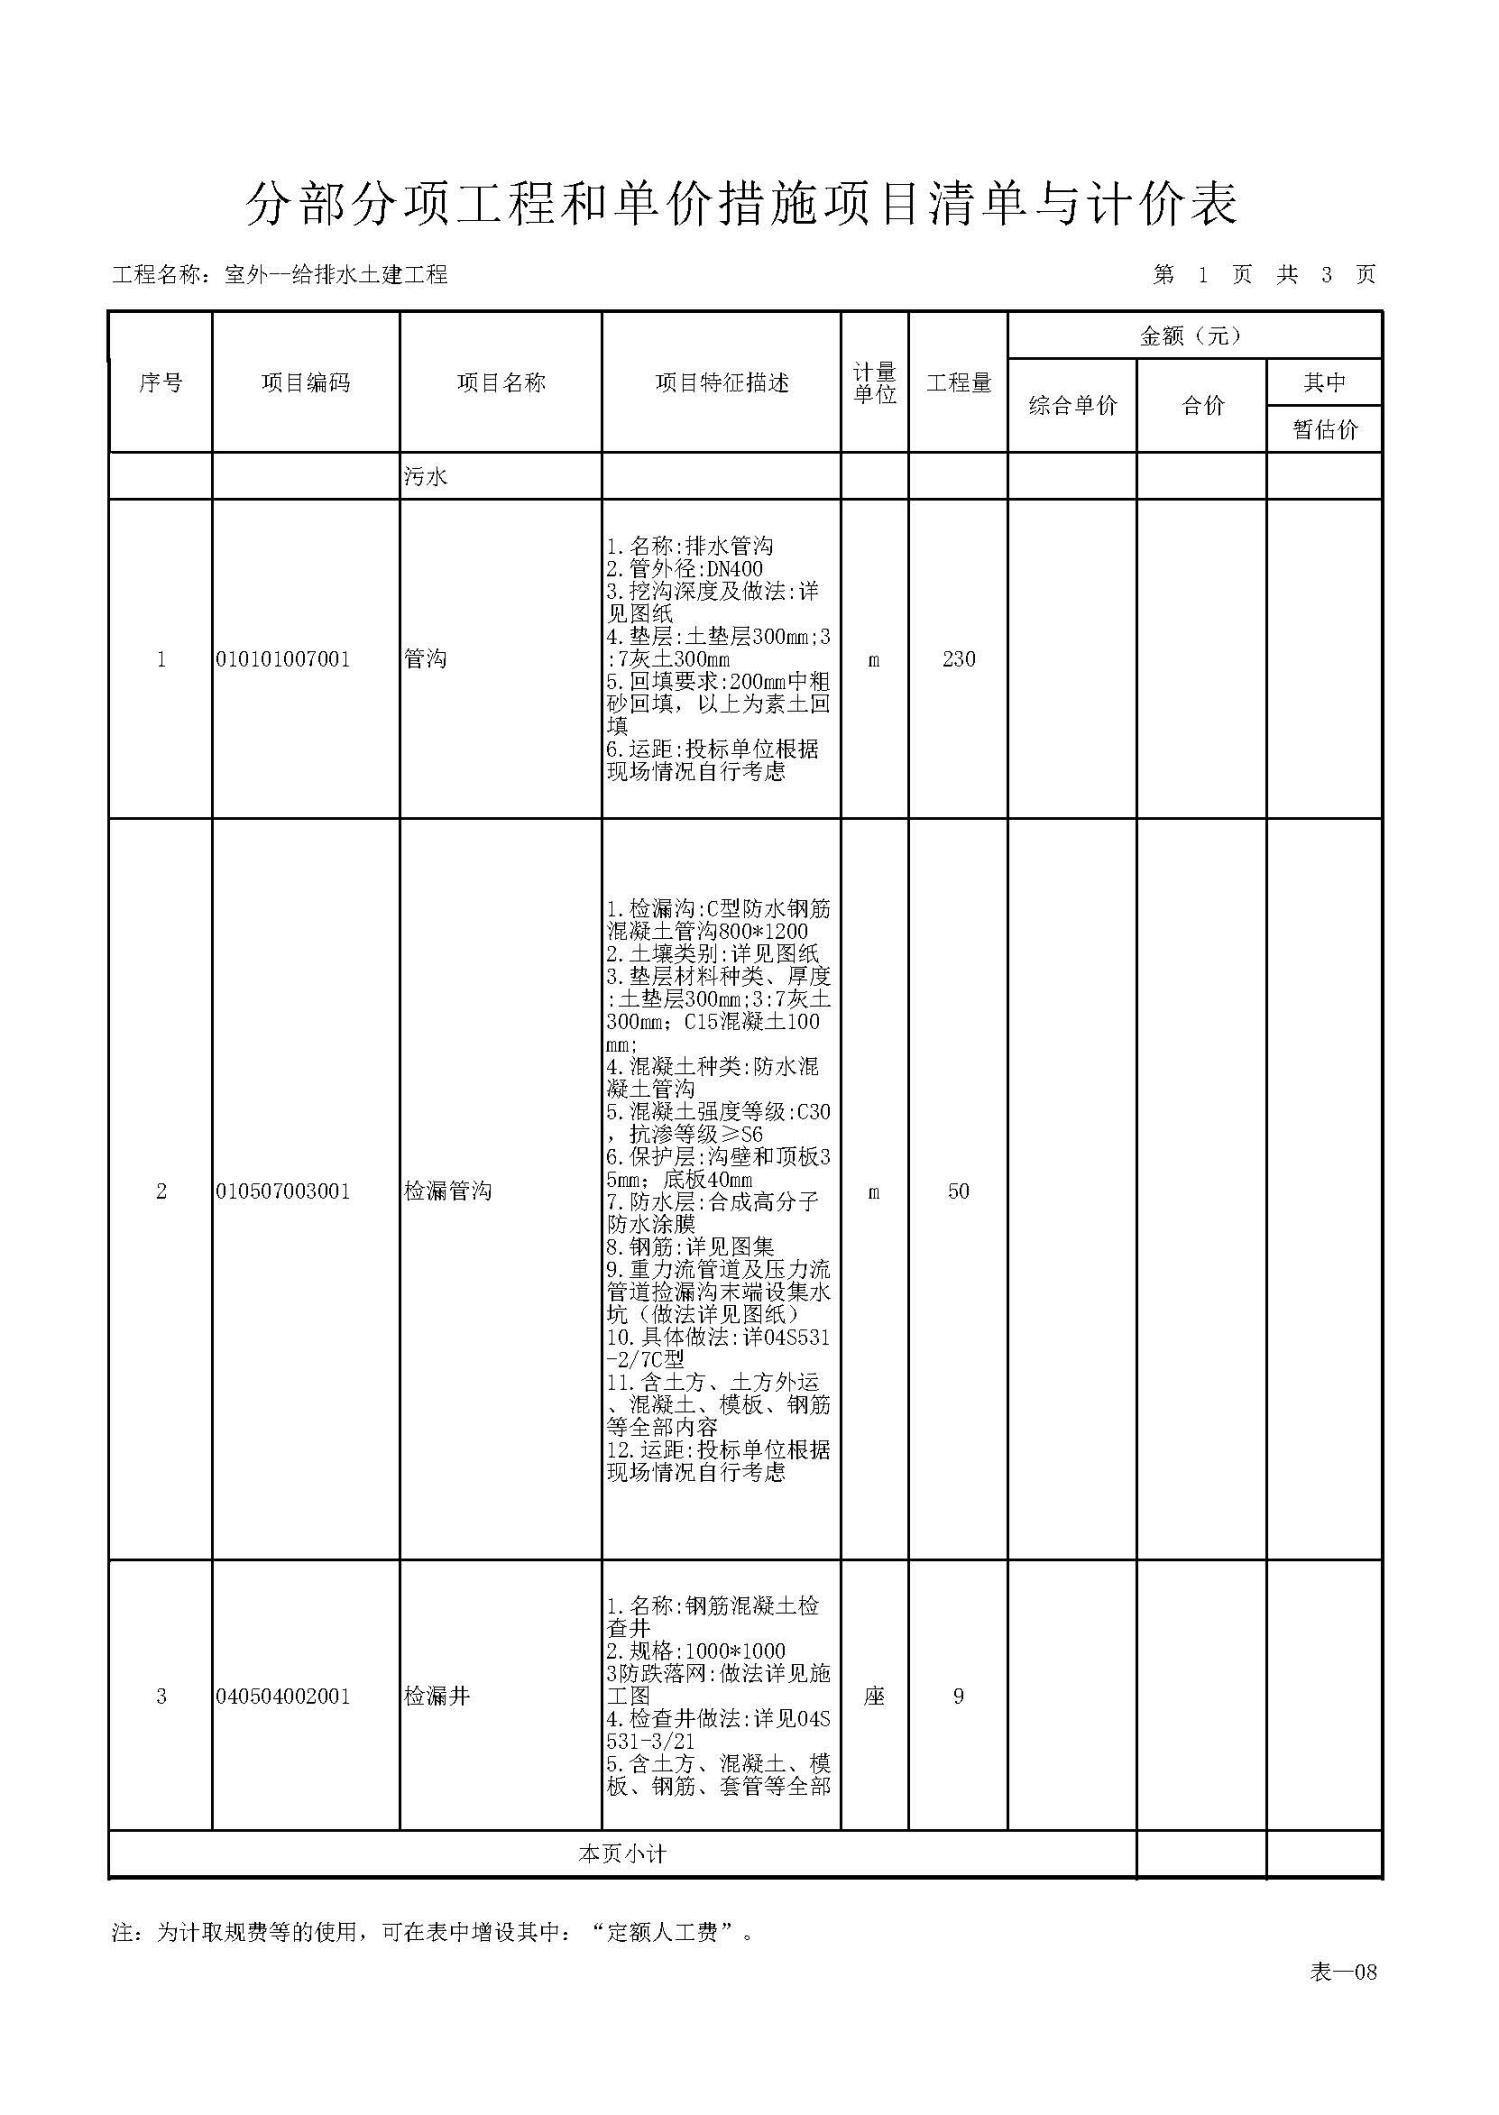 分部分项工程和单价措施项目清单与计价表
工程名称：室外--给排水土建工程
第 1 页 共 3 页
序号
项目编码
项目名称
项目特征描述
计量
单位
工程量
金额（元）
综合单价
合价
其中
暂估价
污水
1
010101007001
管沟
1.名称:排水管沟
2.管外径:DN400
3.挖沟深度及做法:详
见图纸
4.垫层:土垫层300mm;3
:7灰土300mm
5.回填要求:200mm中粗
砂回填，以上为素土回
填
6.运距:投标单位根据
现场情况自行考虑
m
230
2
010507003001
检漏管沟
1.检漏沟:C型防水钢筋
混凝土管沟800*1200
2.土壤类别:详见图纸
3.垫层材料种类、厚度
:土垫层300mm;3:7灰土
300mm；C15混凝土100
mm;
4.混凝土种类:防水混
凝土管沟
5.混凝土强度等级:C30
，抗渗等级≥S6
6.保护层:沟壁和顶板3
5mm；底板40mm
7.防水层:合成高分子
防水涂膜
8.钢筋:详见图集
9.重力流管道及压力流
管道捡漏沟末端设集水
坑（做法详见图纸）
10.具体做法:详04S531
-2/7C型
11.含土方、土方外运
、混凝土、模板、钢筋
等全部内容
12.运距:投标单位根据
现场情况自行考虑
m
50
3
040504002001
检漏井
1.名称:钢筋混凝土检
查井
2.规格:1000*1000
3防跌落网:做法详见施
工图
4.检查井做法:详见04S
531-3/21
5.含土方、混凝土、模
板、钢筋、套管等全部
座
9
本页小计
注：为计取规费等的使用，可在表中增设其中：“定额人工费”。
表—08